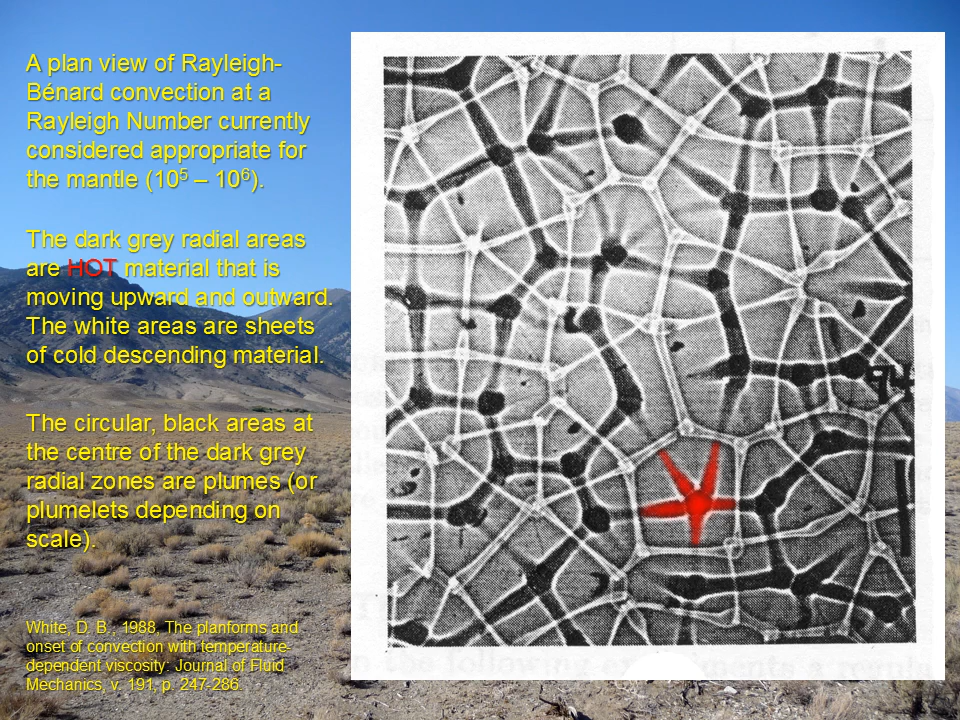 A plan view of Rayleigh-
Bénard convection at a
Rayleigh Number currently
considered appropriate for
the mantle (10⁵ – 10⁶).
The dark grey radial areas
are HOT material that is
moving upward and outward.
The white areas are sheets
of cold descending material.
The circular, black areas at
the centre of the dark grey
radial zones are plumes (or
plumelets depending on
scale).
White, D. B., 1988, The planforms and
onset of convection with temperature-
dependent viscosity: Journal of Fluid
Mechanics, v. 191, p. 247-286.